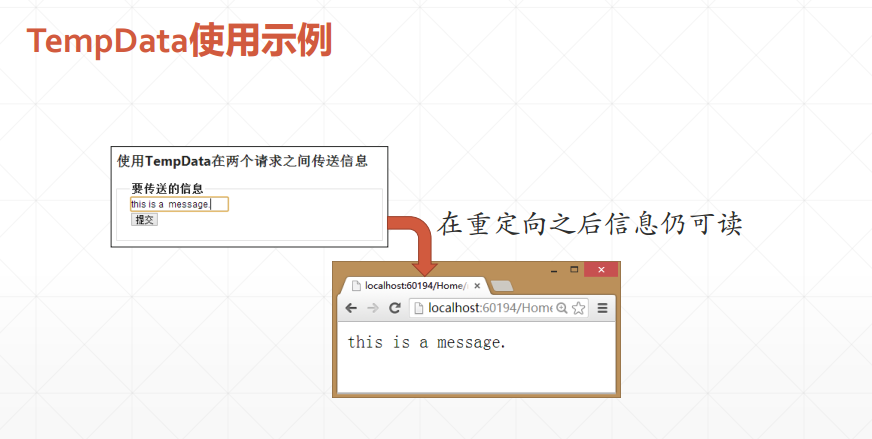 TempData使用示例
使用TempData在两个请求之间传送信息
要传送的信息
this is a  message.
提交
在重定向之后信息仍可读
localhost:60194/Home/
localhost:60194/Home
this is a message.